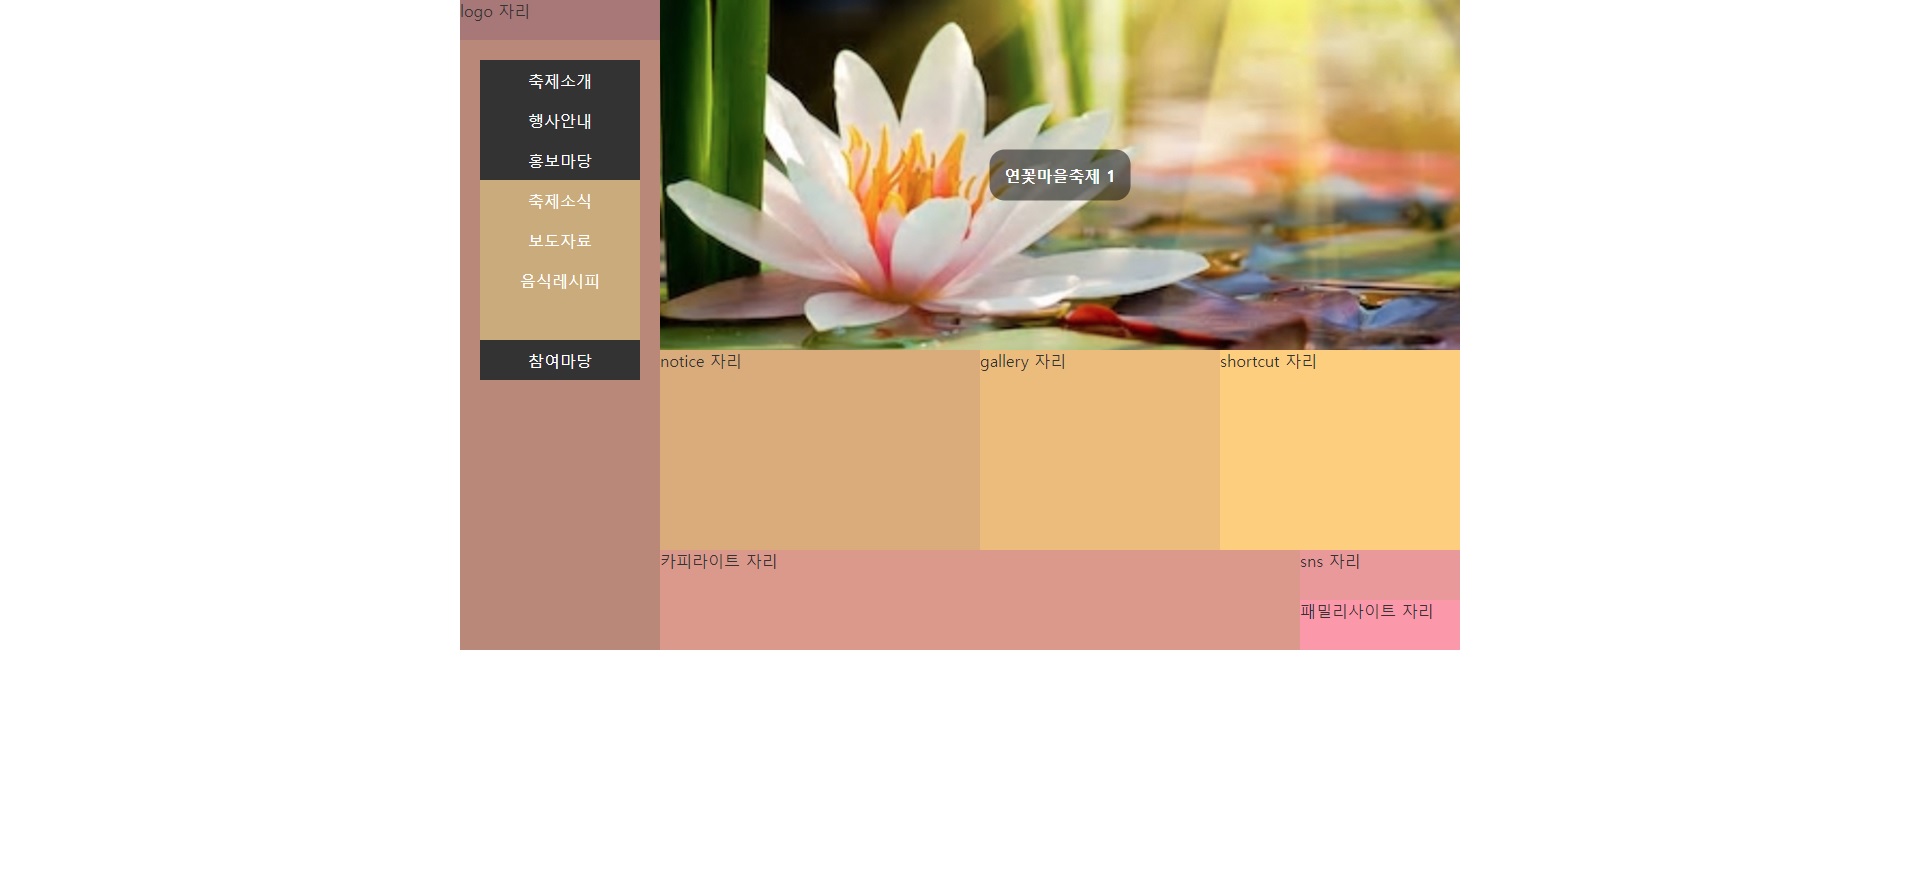 logo 자리
축제소개
행사안내
홍보마당
축제소식
보도자료
음식레시피
참여마당
연꽃마을축제 1
notice 자리
gallery 자리
shortcut 자리
카피라이트 자리
sns 자리
패밀리사이트 자리